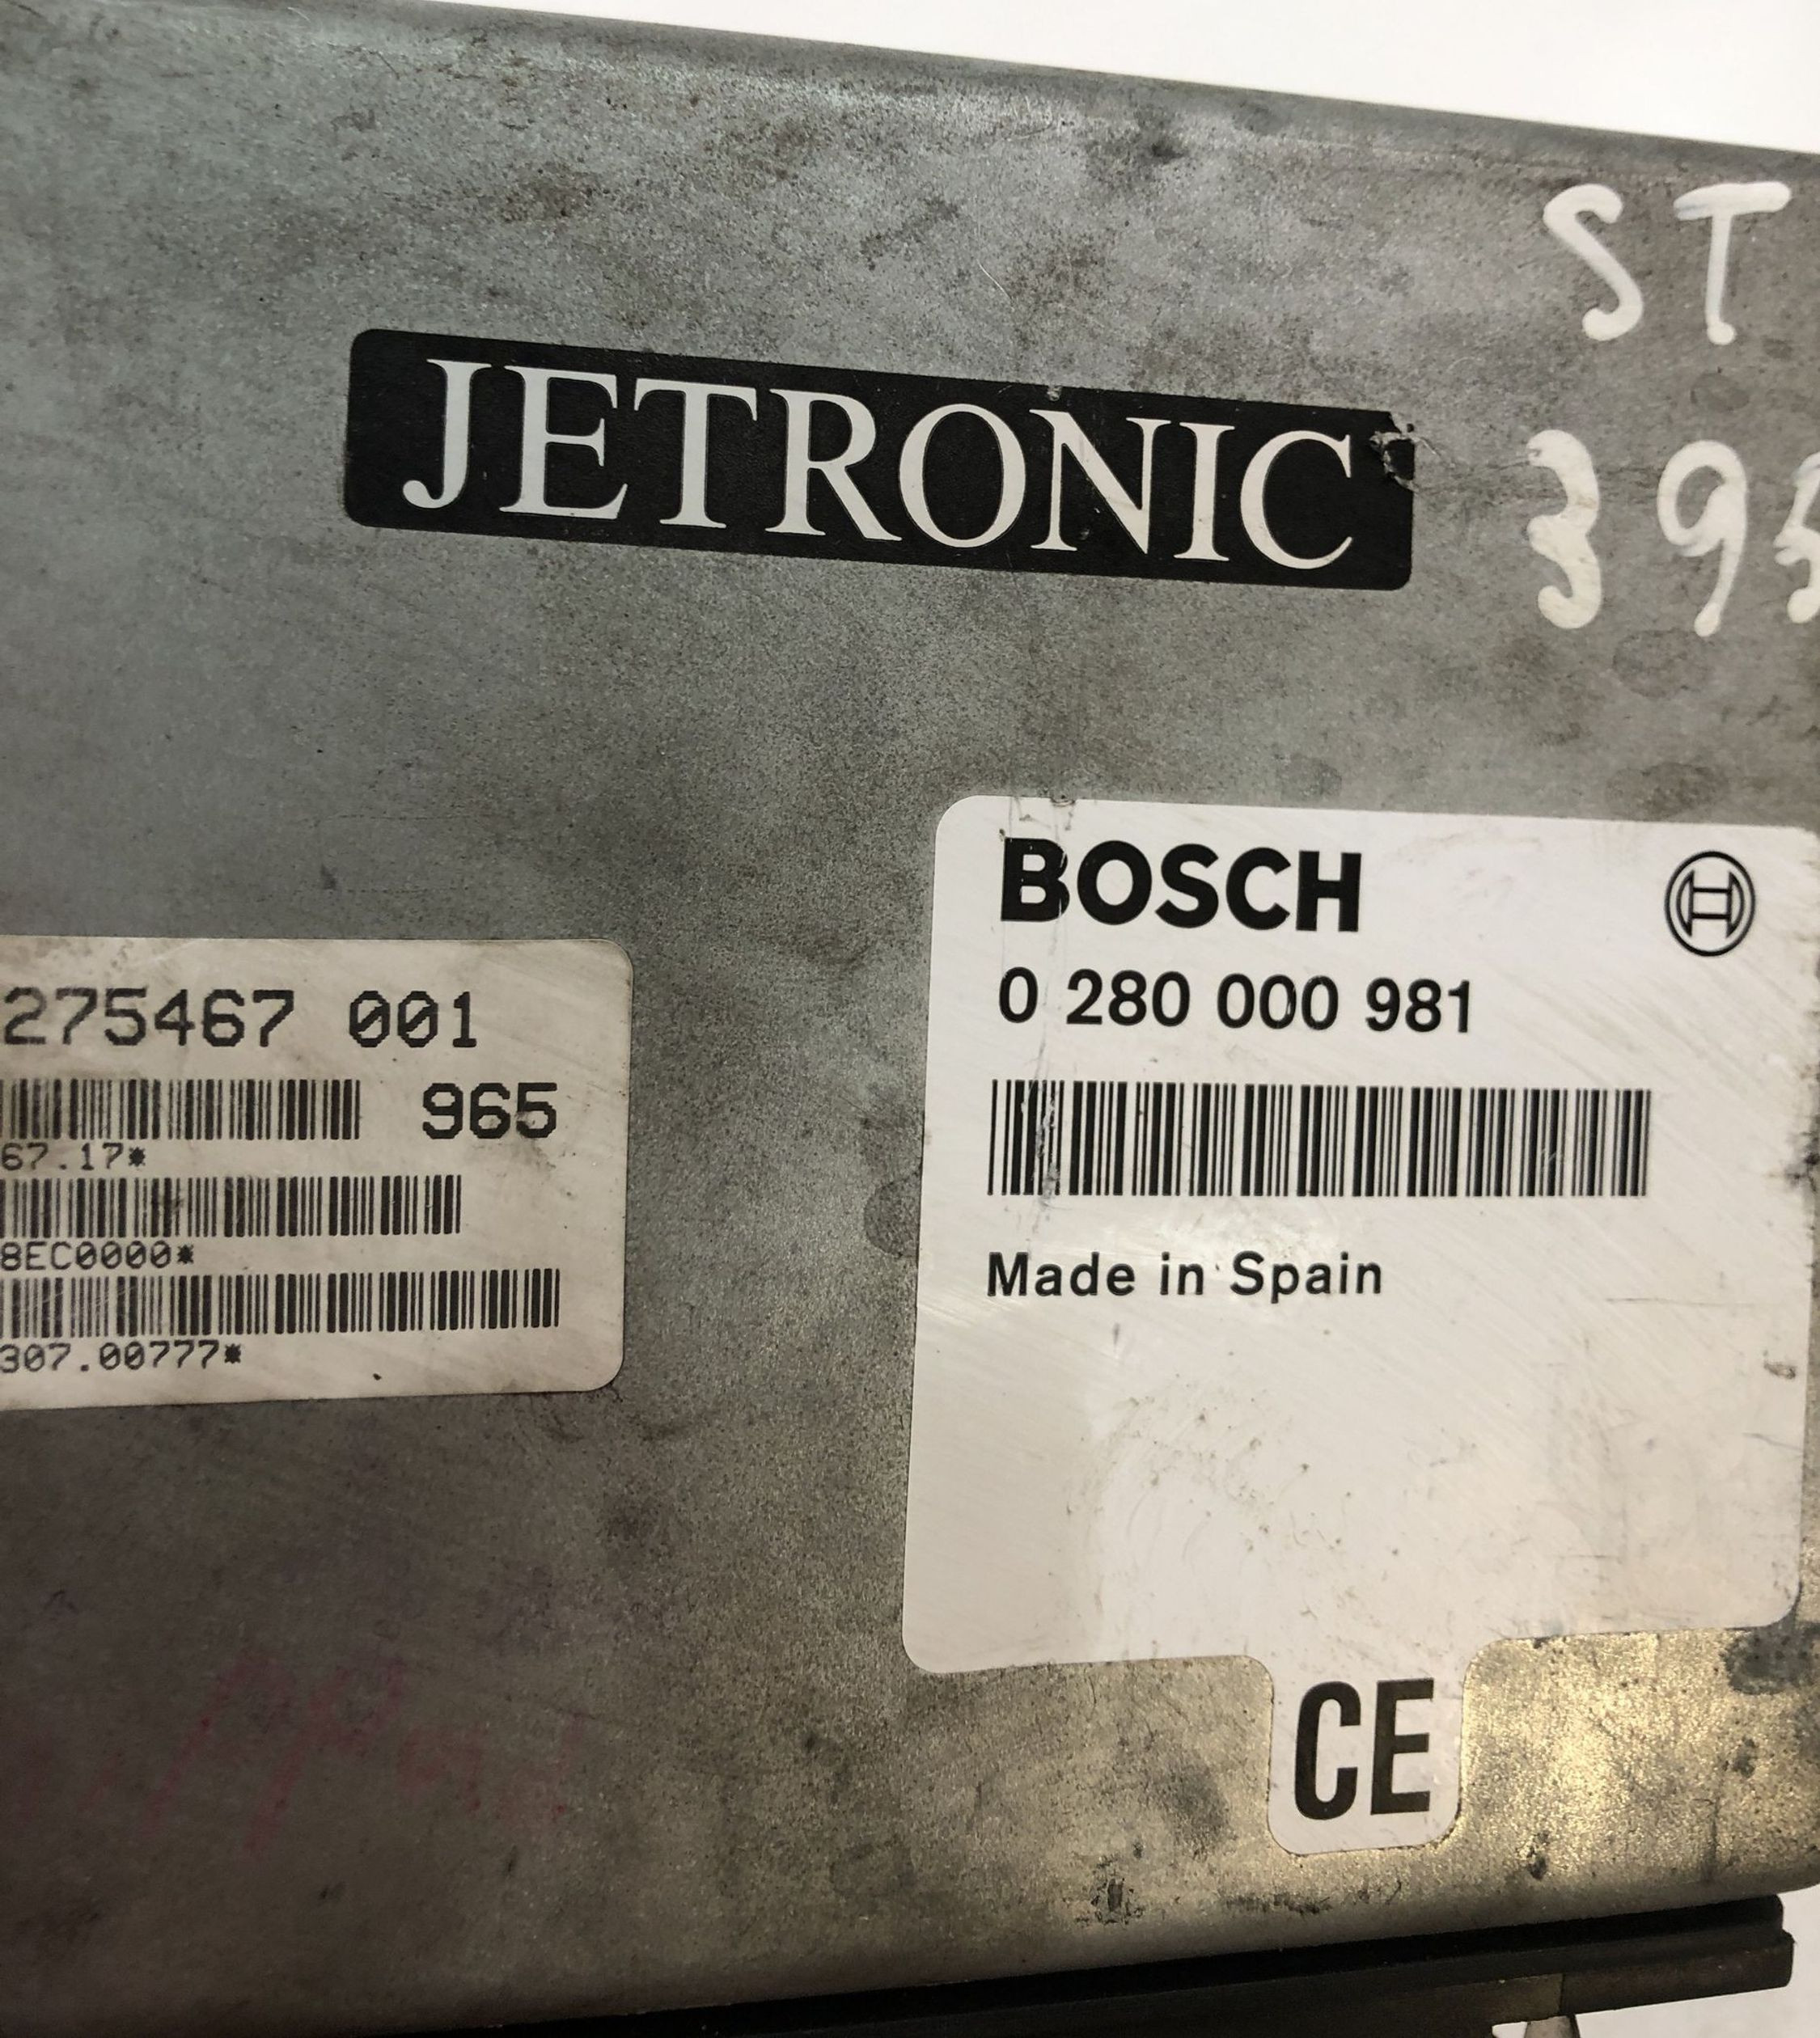 ST
JETRONIC
395
BOSCH
0 280 000 981
Made in Spain
CE
275467 001
965
67.17*
8EC0000*
307.00777*